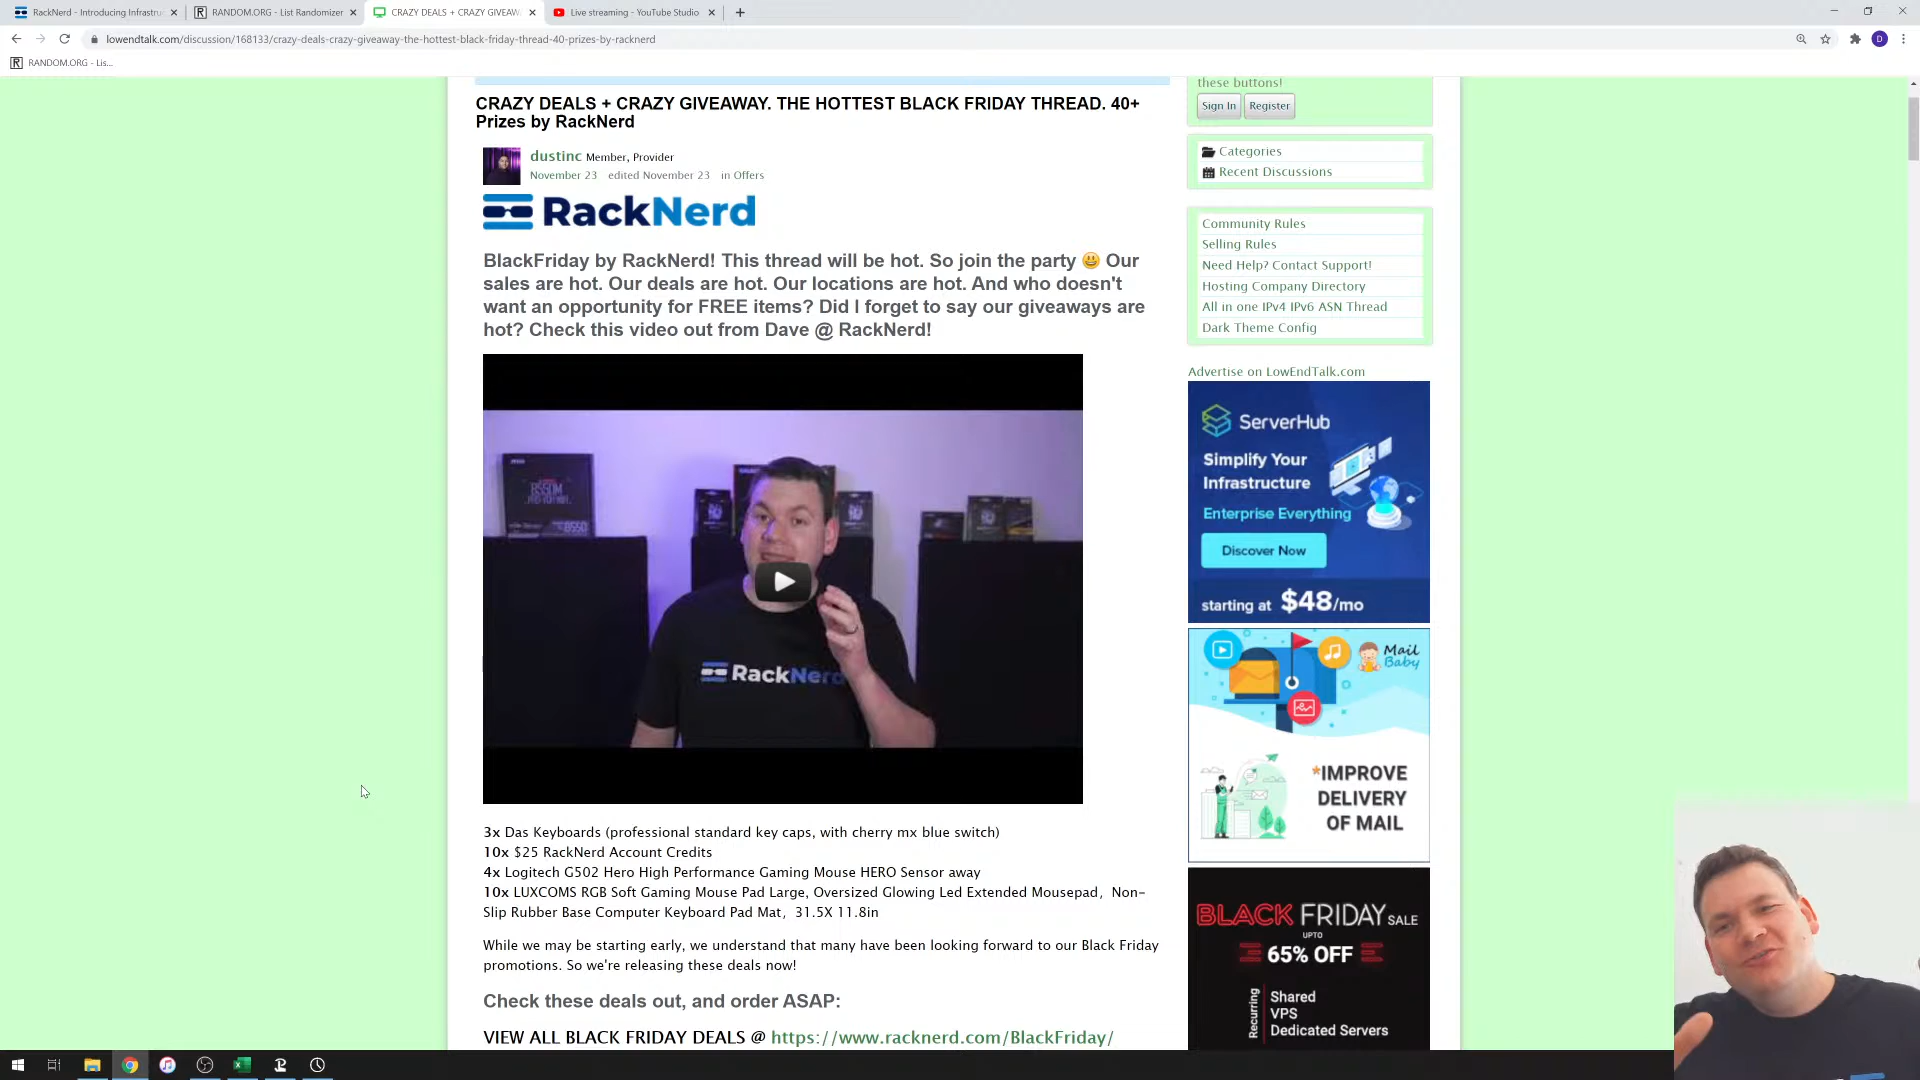 RackNerd - Introducing Infrastru
RANDOM.ORG - List Randomizer
CRAZY DEALS + CRAZY GIVEAW
Live streaming - YouTube Studio
lowendtalk.com/discussion/168133/crazy-deals-crazy-giveaway-the-hottest-black-friday-thread-40-prizes-by-racknerd
D
RANDOM.ORG - Lis...
these buttons!
Sign In Register
CRAZY DEALS + CRAZY GIVEAWAY. THE HOTTEST BLACK FRIDAY THREAD. 40+
Prizes by RackNerd
dustinc Member, Provider
November 23 edited November 23 in Offers
RackNerd
BlackFriday by RackNerd! This thread will be hot. So join the party 😀 Our
sales are hot. Our deals are hot. Our locations are hot. And who doesn't
want an opportunity for FREE items? Did I forget to say our giveaways are
hot? Check this video out from Dave @ RackNerd!
B550M
B550
RackNerd
3x Das Keyboards (professional standard key caps, with cherry mx blue switch)
10x $25 RackNerd Account Credits
4x Logitech G502 Hero High Performance Gaming Mouse HERO Sensor away
10x LUXCOMS RGB Soft Gaming Mouse Pad Large, Oversized Glowing Led Extended Mousepad, Non-
Slip Rubber Base Computer Keyboard Pad Mat, 31.5X 11.8in
While we may be starting early, we understand that many have been looking forward to our Black Friday
promotions. So we're releasing these deals now!
Check these deals out, and order ASAP:
VIEW ALL BLACK FRIDAY DEALS @ https://www.racknerd.com/BlackFriday/
Categories
Recent Discussions
Community Rules
Selling Rules
Need Help? Contact Support!
Hosting Company Directory
All in one IPv4 IPv6 ASN Thread
Dark Theme Config
Advertise on LowEndTalk.com
ServerHub
Simplify Your
Infrastructure
Enterprise Everything
Discover Now
starting at $48/mo
Mail
Baby
*IMPROVE
DELIVERY
OF MAIL
BLACK FRIDAY SALE
UPTO
65% OFF
Recurring
Shared
VPS
Dedicated Servers